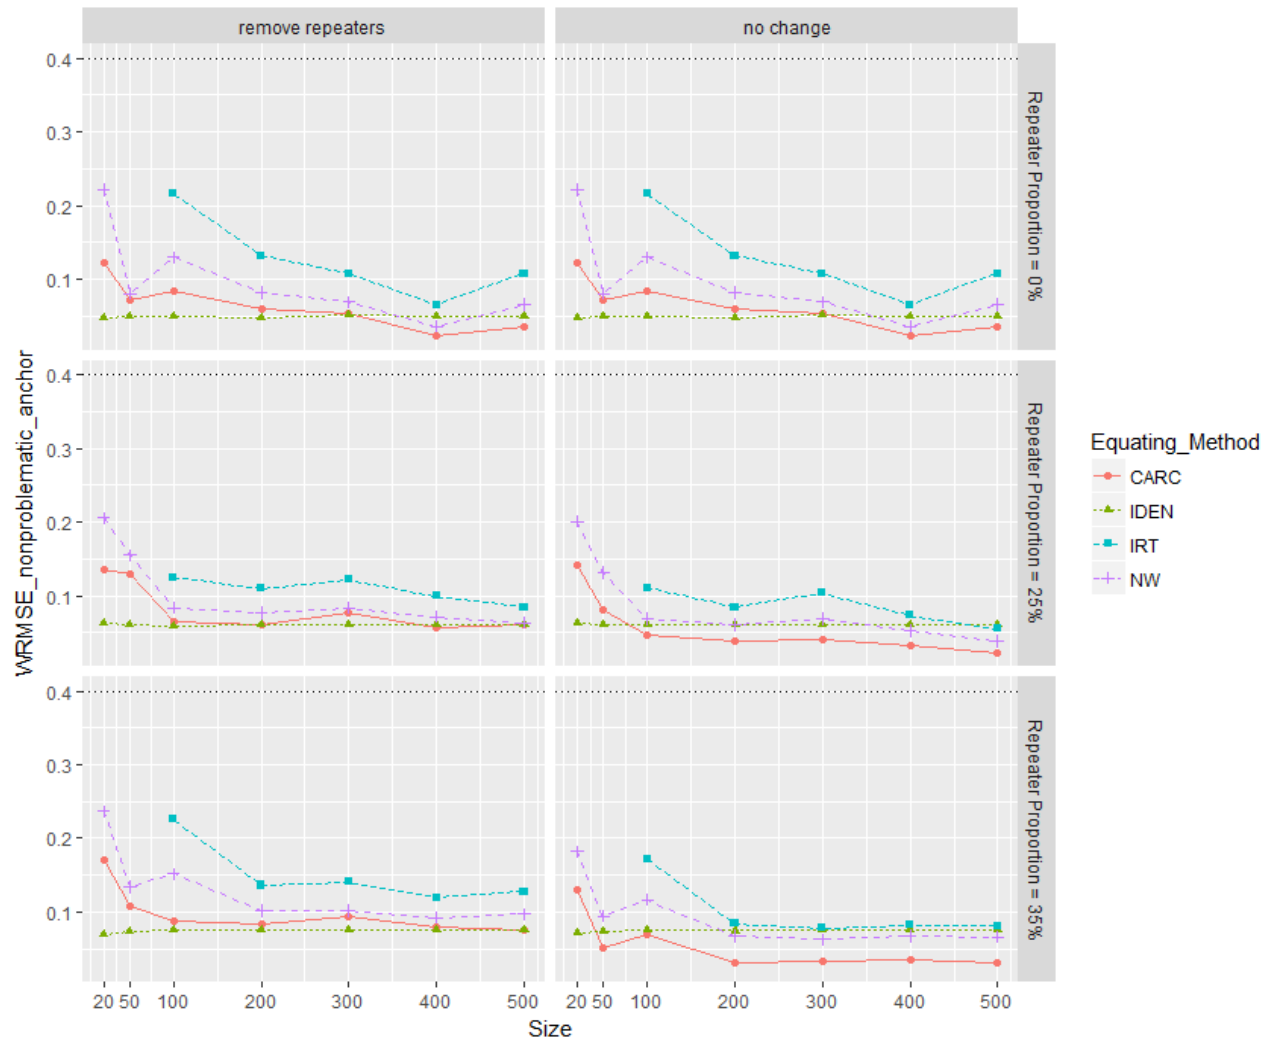 remove repeaters
no change
0.4
0.3
0.2
0.1
Repeater Proportion = 0%
0.4
0.3
0.2
0.1
Repeater Proportion = 25%
0.4
0.3
0.2
0.1
Repeater Proportion = 35%
WRMSE_nonproblematic_anchor
20 50 100 200 300 400 500
20 50 100 200 300 400 500
Size
Equating_Method
CARC
IDEN
IRT
NW